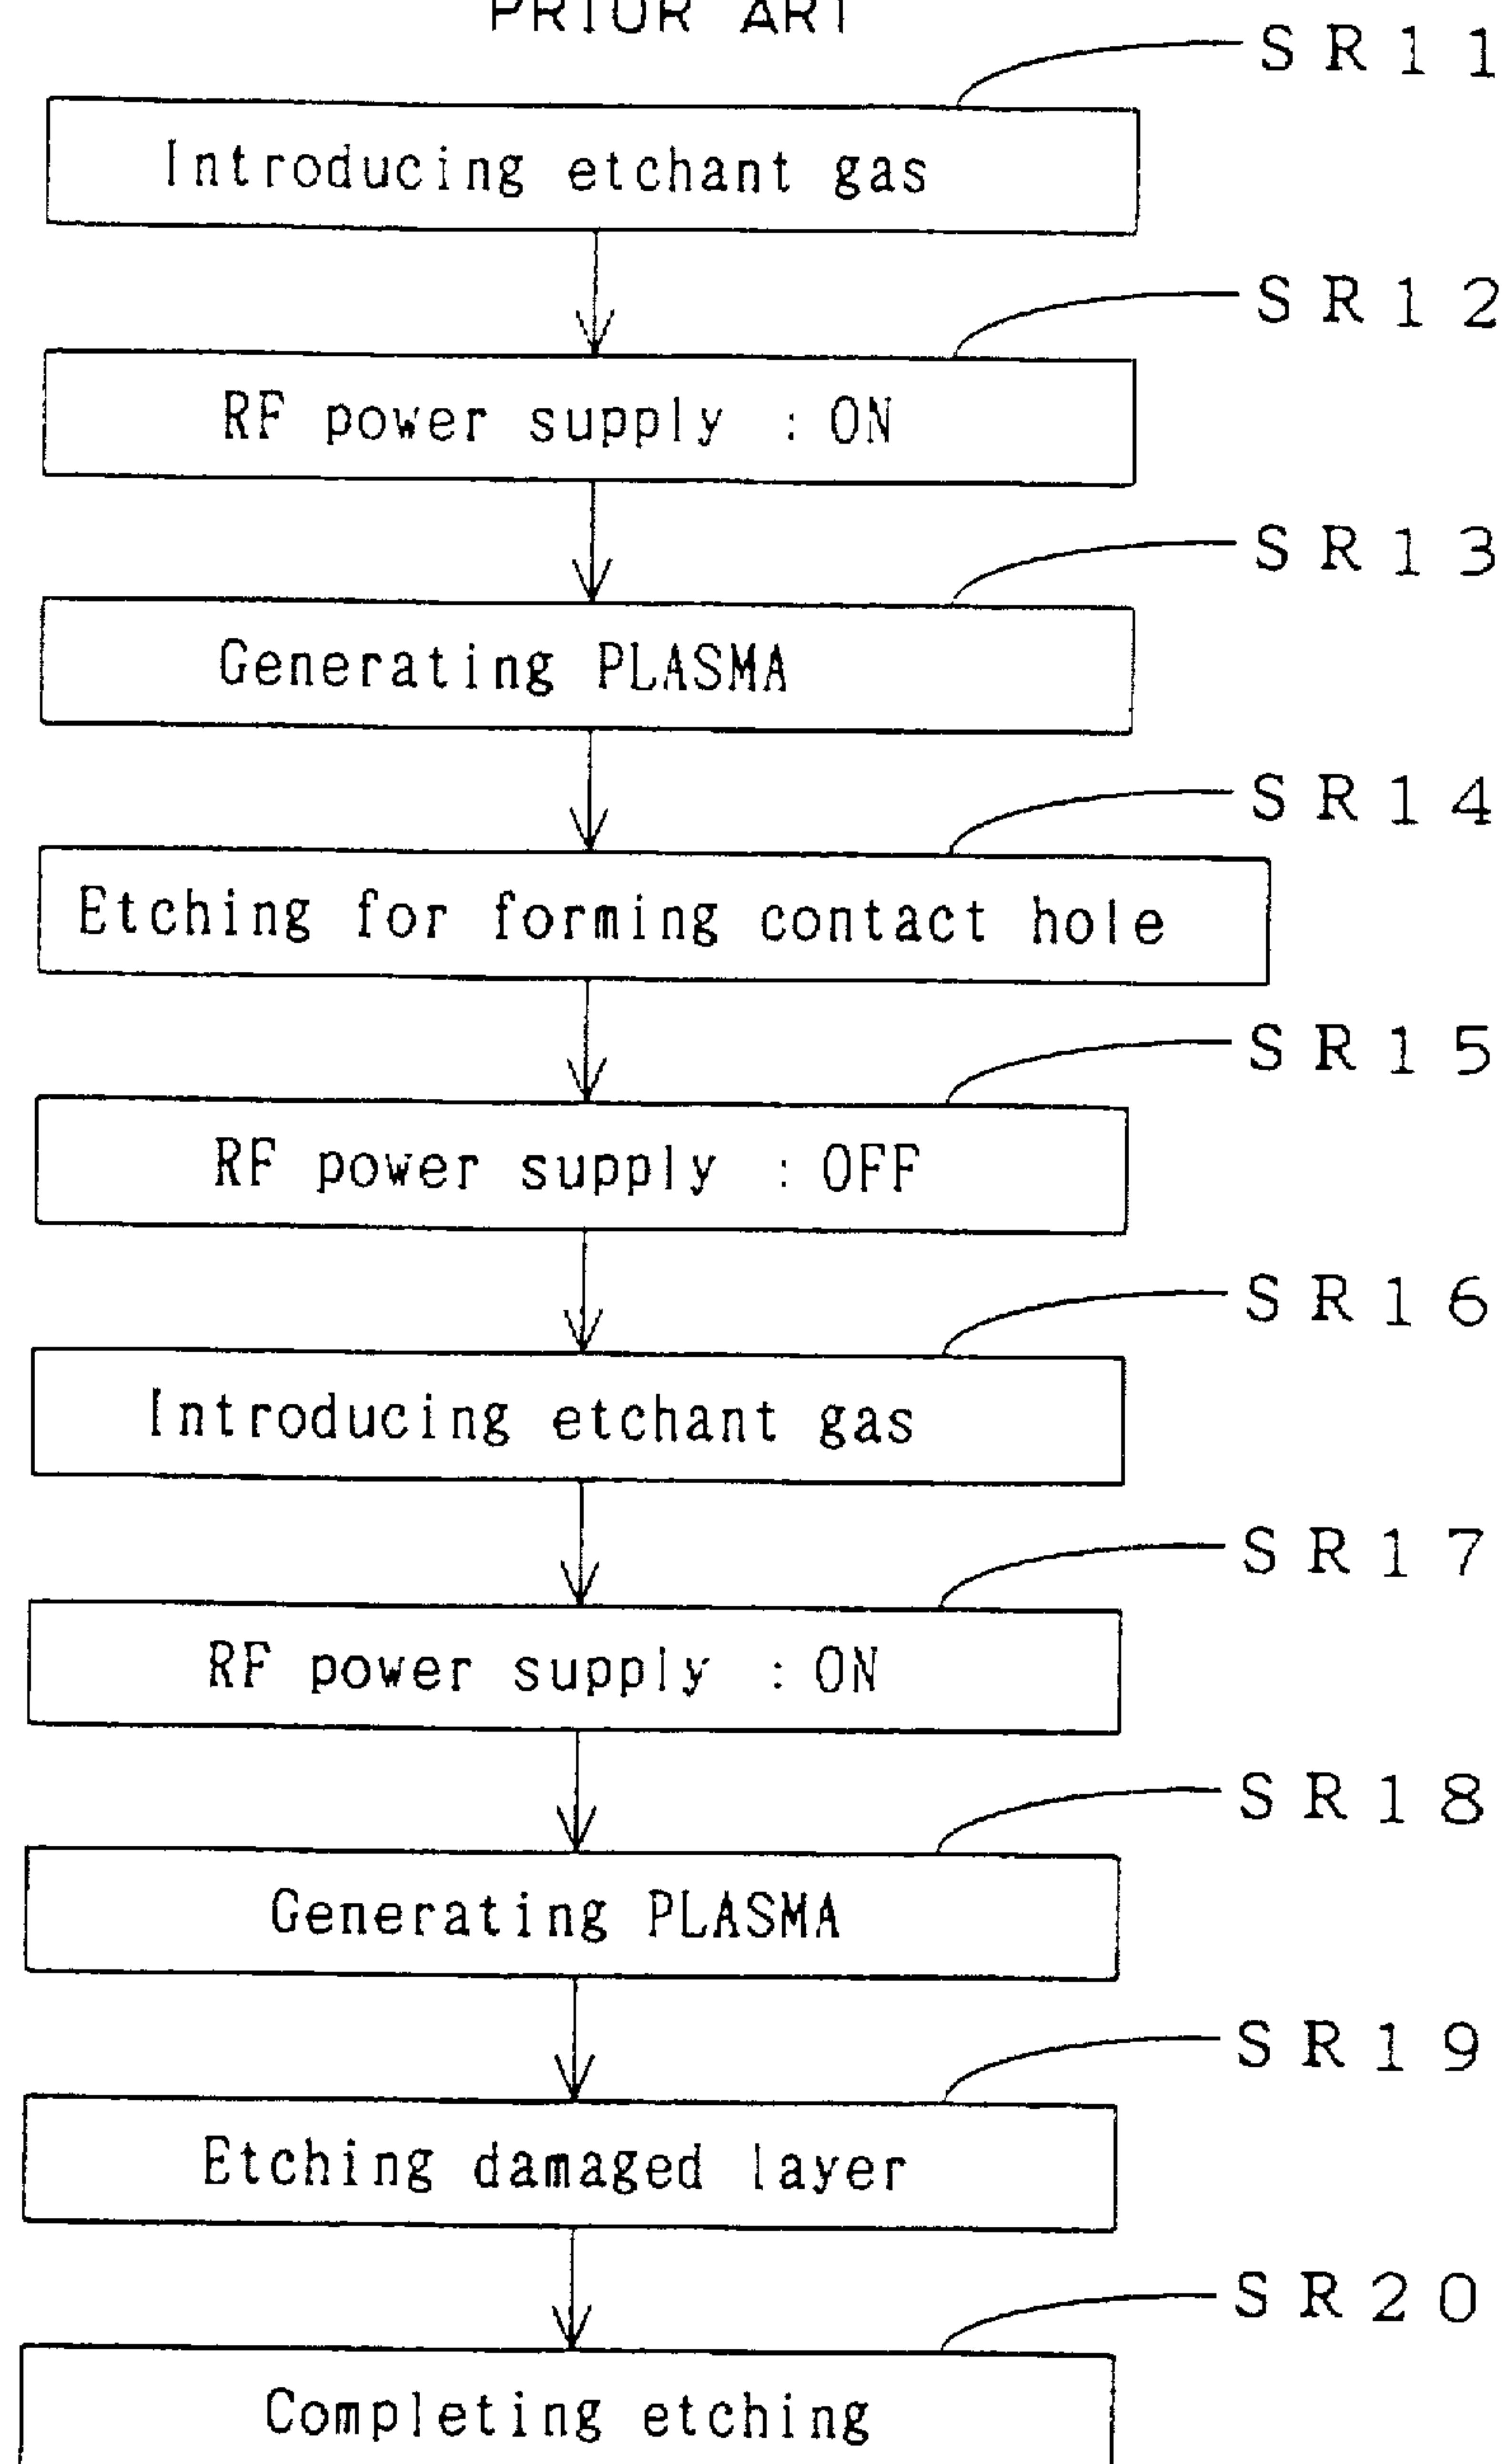 PRIOR ART
SR11
Introducing etchant gas
SR12
RF power supply : ON
SR13
Generating PLASMA
SR14
Etching for forming contact hole
SR15
RF power supply : OFF
SR16
Introducing etchant gas
SR17
RF power supply : ON
SR18
Generating PLASMA
SR19
Etching damaged layer
SR20
Completing etching